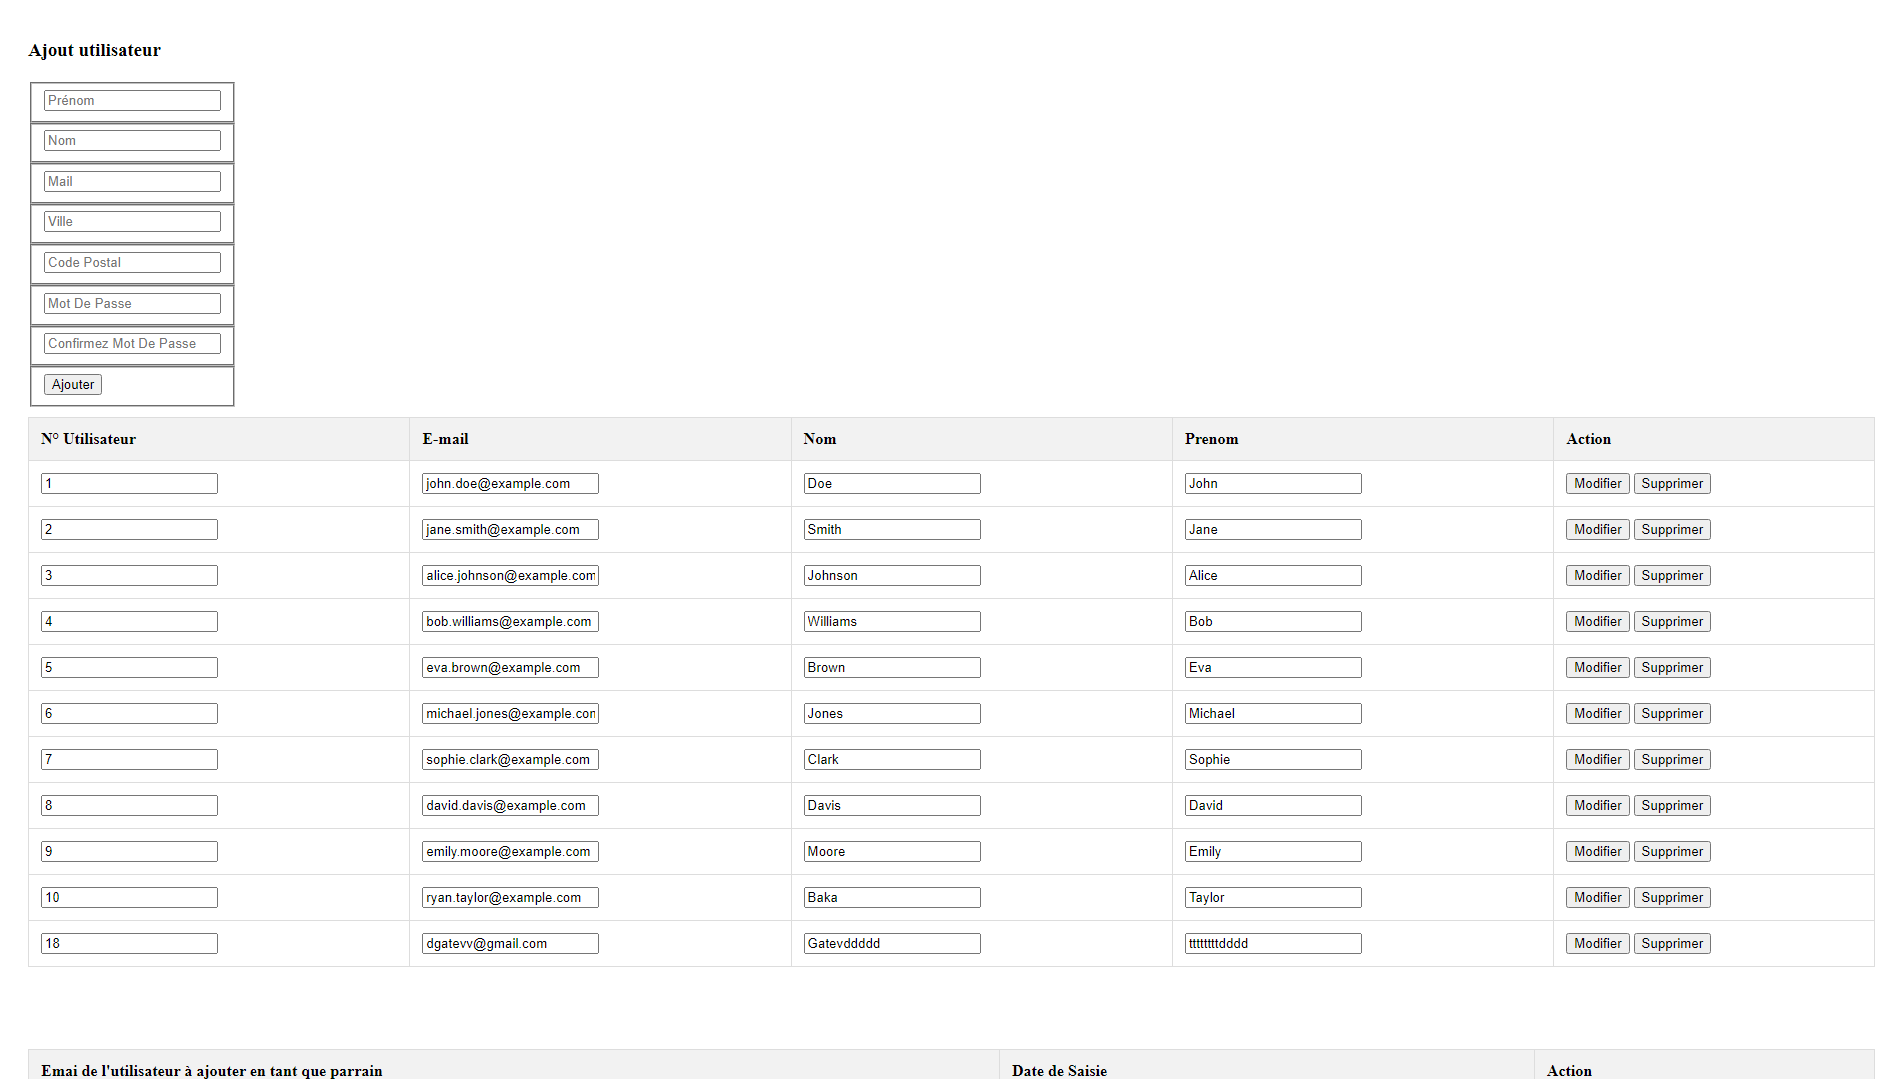 Ajout utilisateur
Prénom
Nom
Mail
Ville
Code Postal
Mot De Passe
Confirmez Mot De Passe
Ajouter
N° Utilisateur E-mail Nom Prenom Action
1 john.doe@example.com Doe John Modifier Supprimer
2 jane.smith@example.com Smith Jane Modifier Supprimer
3 alice.johnson@example.com Johnson Alice Modifier Supprimer
4 bob.williams@example.com Williams Bob Modifier Supprimer
5 eva.brown@example.com Brown Eva Modifier Supprimer
6 michael.jones@example.com Jones Michael Modifier Supprimer
7 sophie.clark@example.com Clark Sophie Modifier Supprimer
8 david.davis@example.com Davis David Modifier Supprimer
9 emily.moore@example.com Moore Emily Modifier Supprimer
10 ryan.taylor@example.com Baka Taylor Modifier Supprimer
18 dgatevv@gmail.com Gatevddddd ttttttttdddd Modifier Supprimer
Emai de l'utilisateur à ajouter en tant que parrain Date de Saisie Action